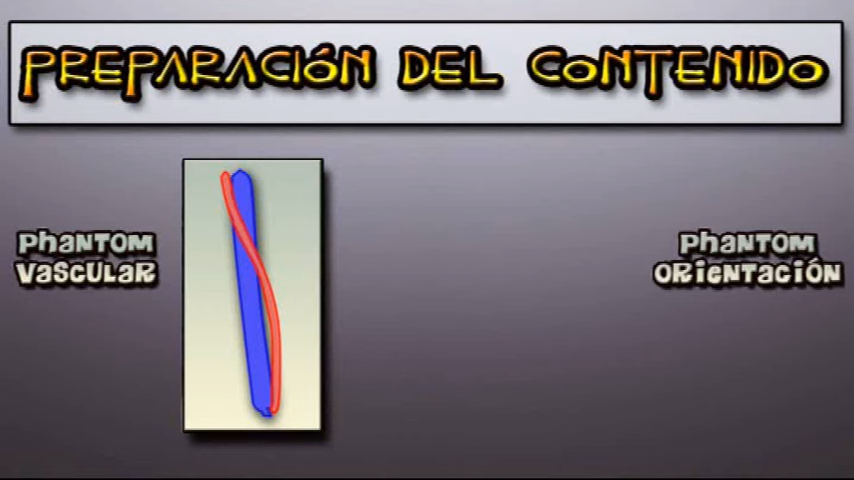 PREPARACIÓN DEL CONTENIDO
PHANTOM
VASCULAR
PHANTOM
ORIENTACIÓN